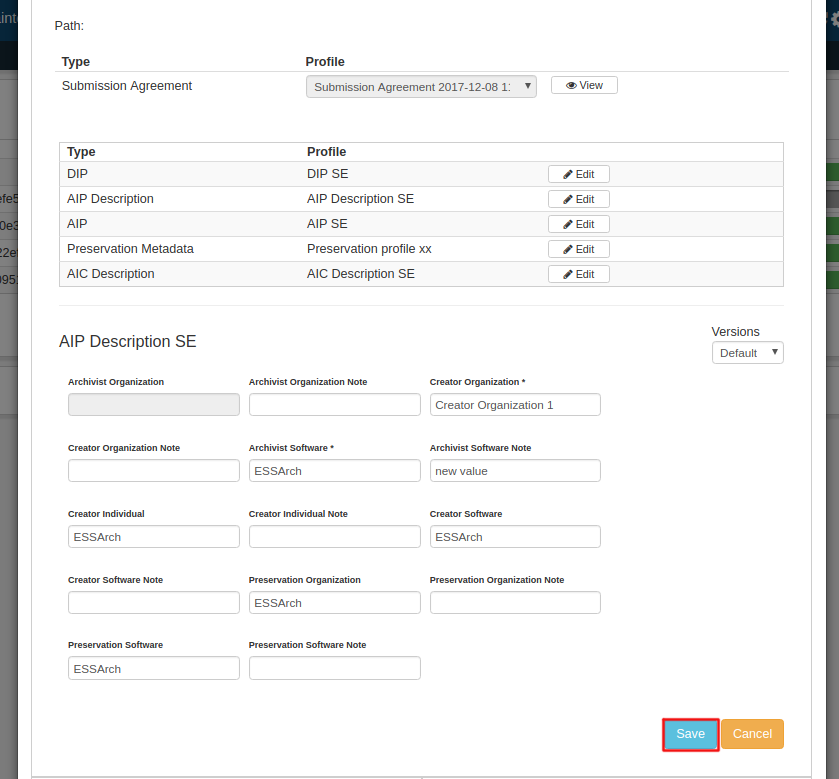 Path:
Type Profile
Submission Agreement Submission Agreement 2017-12-08 11 View
Type Profile
DIP DIP SE Edit
AIP Description AIP Description SE Edit
AIP AIP SE Edit
Preservation Metadata Preservation profile xx Edit
AIC Description AIC Description SE Edit
Versions
AIP Description SE Default
Archivist Organization Archivist Organization Note Creator Organization *
Creator Organization 1
Creator Organization Note Archivist Software * Archivist Software Note
ESSArch new value
Creator Individual Creator Individual Note Creator Software
ESSArch ESSArch
Creator Software Note Preservation Organization Preservation Organization Note
ESSArch
Preservation Software Preservation Software Note
ESSArch
Save Cancel